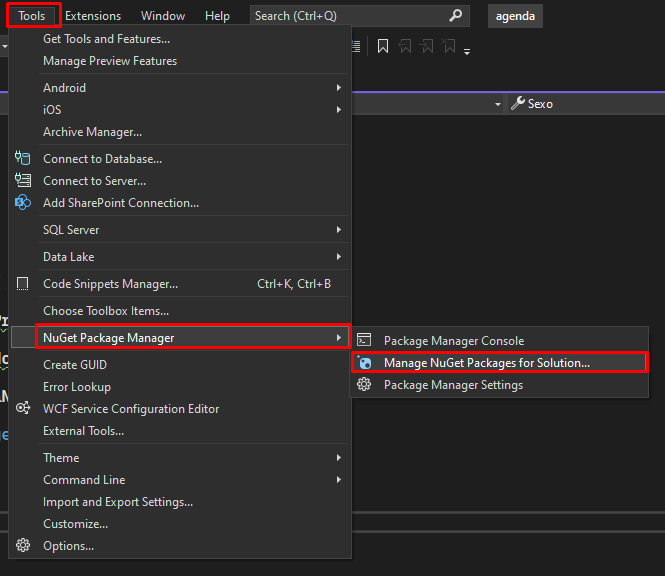 Tools Extensions Window Help Search (Ctrl+Q) agenda
Get Tools and Features...
Manage Preview Features
Android
iOS
Sexo
Archive Manager...
Connect to Database...
Connect to Server...
Add SharePoint Connection...
SQL Server
Data Lake
Code Snippets Manager... Ctrl+K, Ctrl+B
Choose Toolbox Items...
NuGet Package Manager
Package Manager Console
Manage NuGet Packages for Solution...
Package Manager Settings
Create GUID
Error Lookup
WCF Service Configuration Editor
External Tools...
Theme
Command Line
Import and Export Settings...
Customize...
Options...